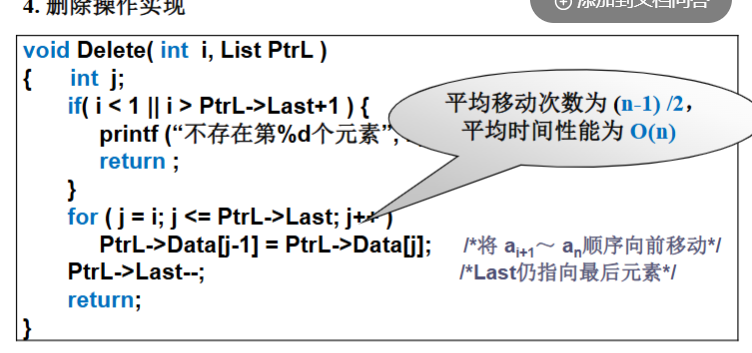 4. 删除操作实现
添加到文档问答
void Delete( int i, List PtrL )
{ int j;
if( i < 1 || i > PtrL->Last+1 ) {
printf (“不存在第%d个元素”,
return ;
}
for ( j = i; j <= PtrL->Last; j++ )
PtrL->Data[j-1] = PtrL->Data[j]; /*将 ai+1～ an顺序向前移动*/
PtrL->Last--; /*Last仍指向最后元素*/
return;
}
平均移动次数为 (n-1) /2，
平均时间性能为 O(n)